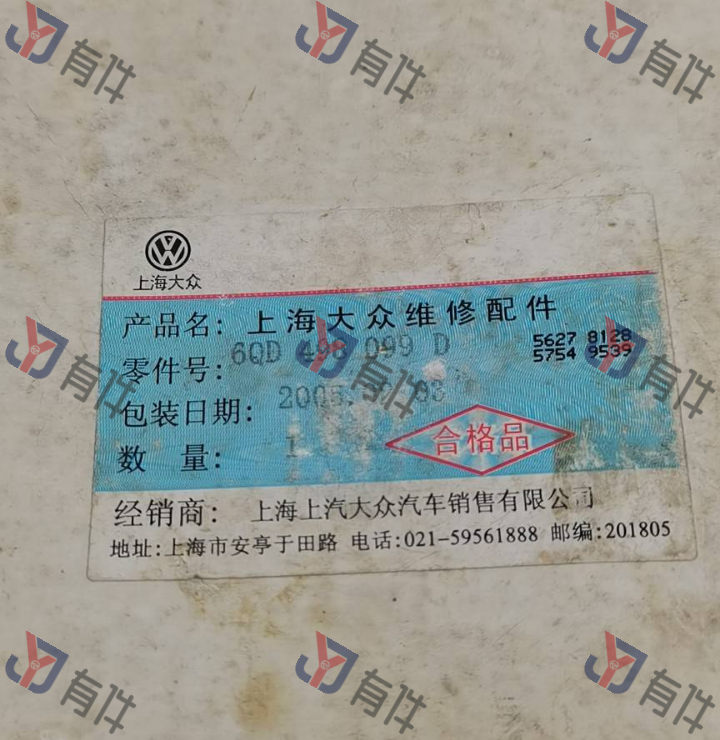 上海大众
产品名: 上海大众维修配件
零件号: 6QD 498 099 D
5627 8128
5754 9539
包装日期: 2005.
数 量: 1
合格品
经销商: 上海上汽大众汽车销售有限公司
地址:上海市安亭于田路 电话:021-59561888 邮编:201805
有件
有件
有件
有件
有件
有件
有件
有件
有件